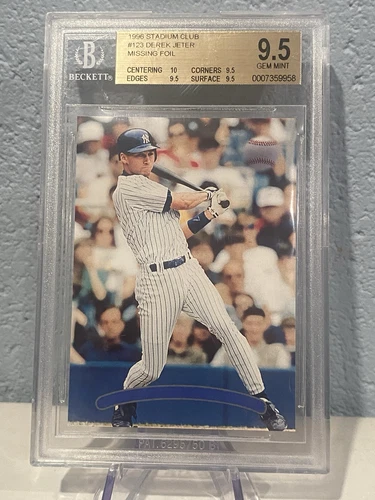 1996 STADIUM CLUB
#123 DEREK JETER
MISSING FOIL
CENTERING 10 CORNERS 9.5
EDGES 9.5 SURFACE 9.5
9.5
GEM MINT
0007359958
B
BECKETT
NY